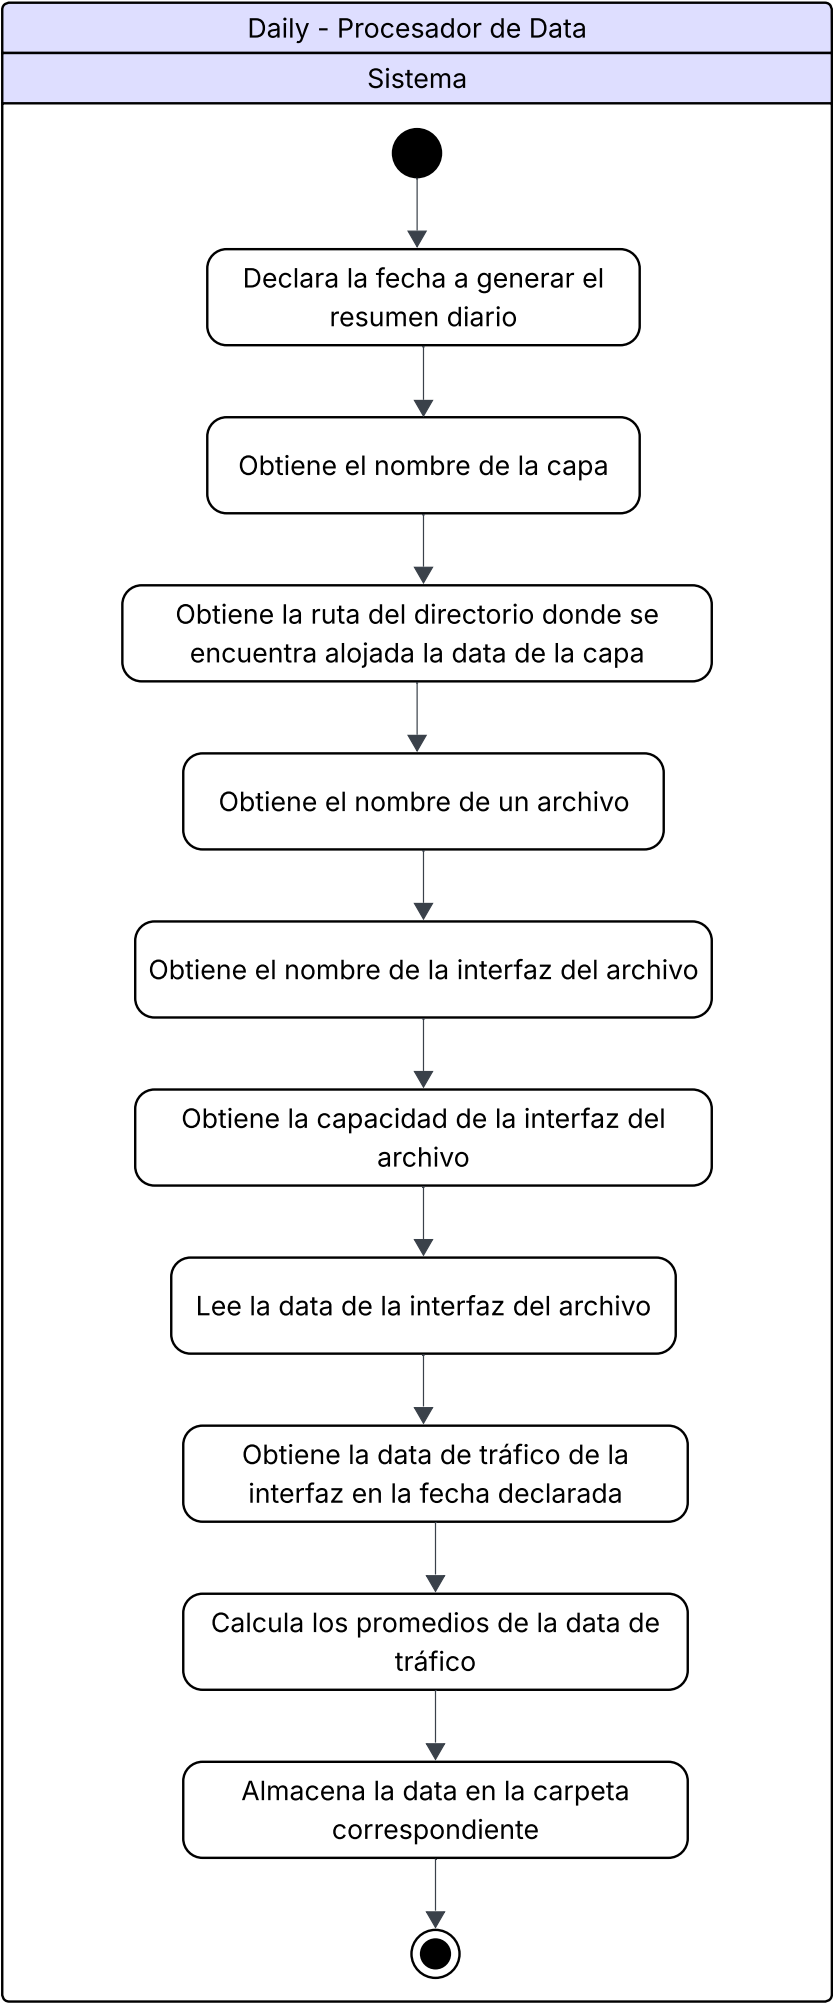 Daily - Procesador de Data
Sistema
Declara la fecha a generar el
resumen diario
Obtiene el nombre de la capa
Obtiene la ruta del directorio donde se
encuentra alojada la data de la capa
Obtiene el nombre de un archivo
Obtiene el nombre de la interfaz del archivo
Obtiene la capacidad de la interfaz del
archivo
Lee la data de la interfaz del archivo
Obtiene la data de tráfico de la
interfaz en la fecha declarada
Calcula los promedios de la data de
tráfico
Almacena la data en la carpeta
correspondiente